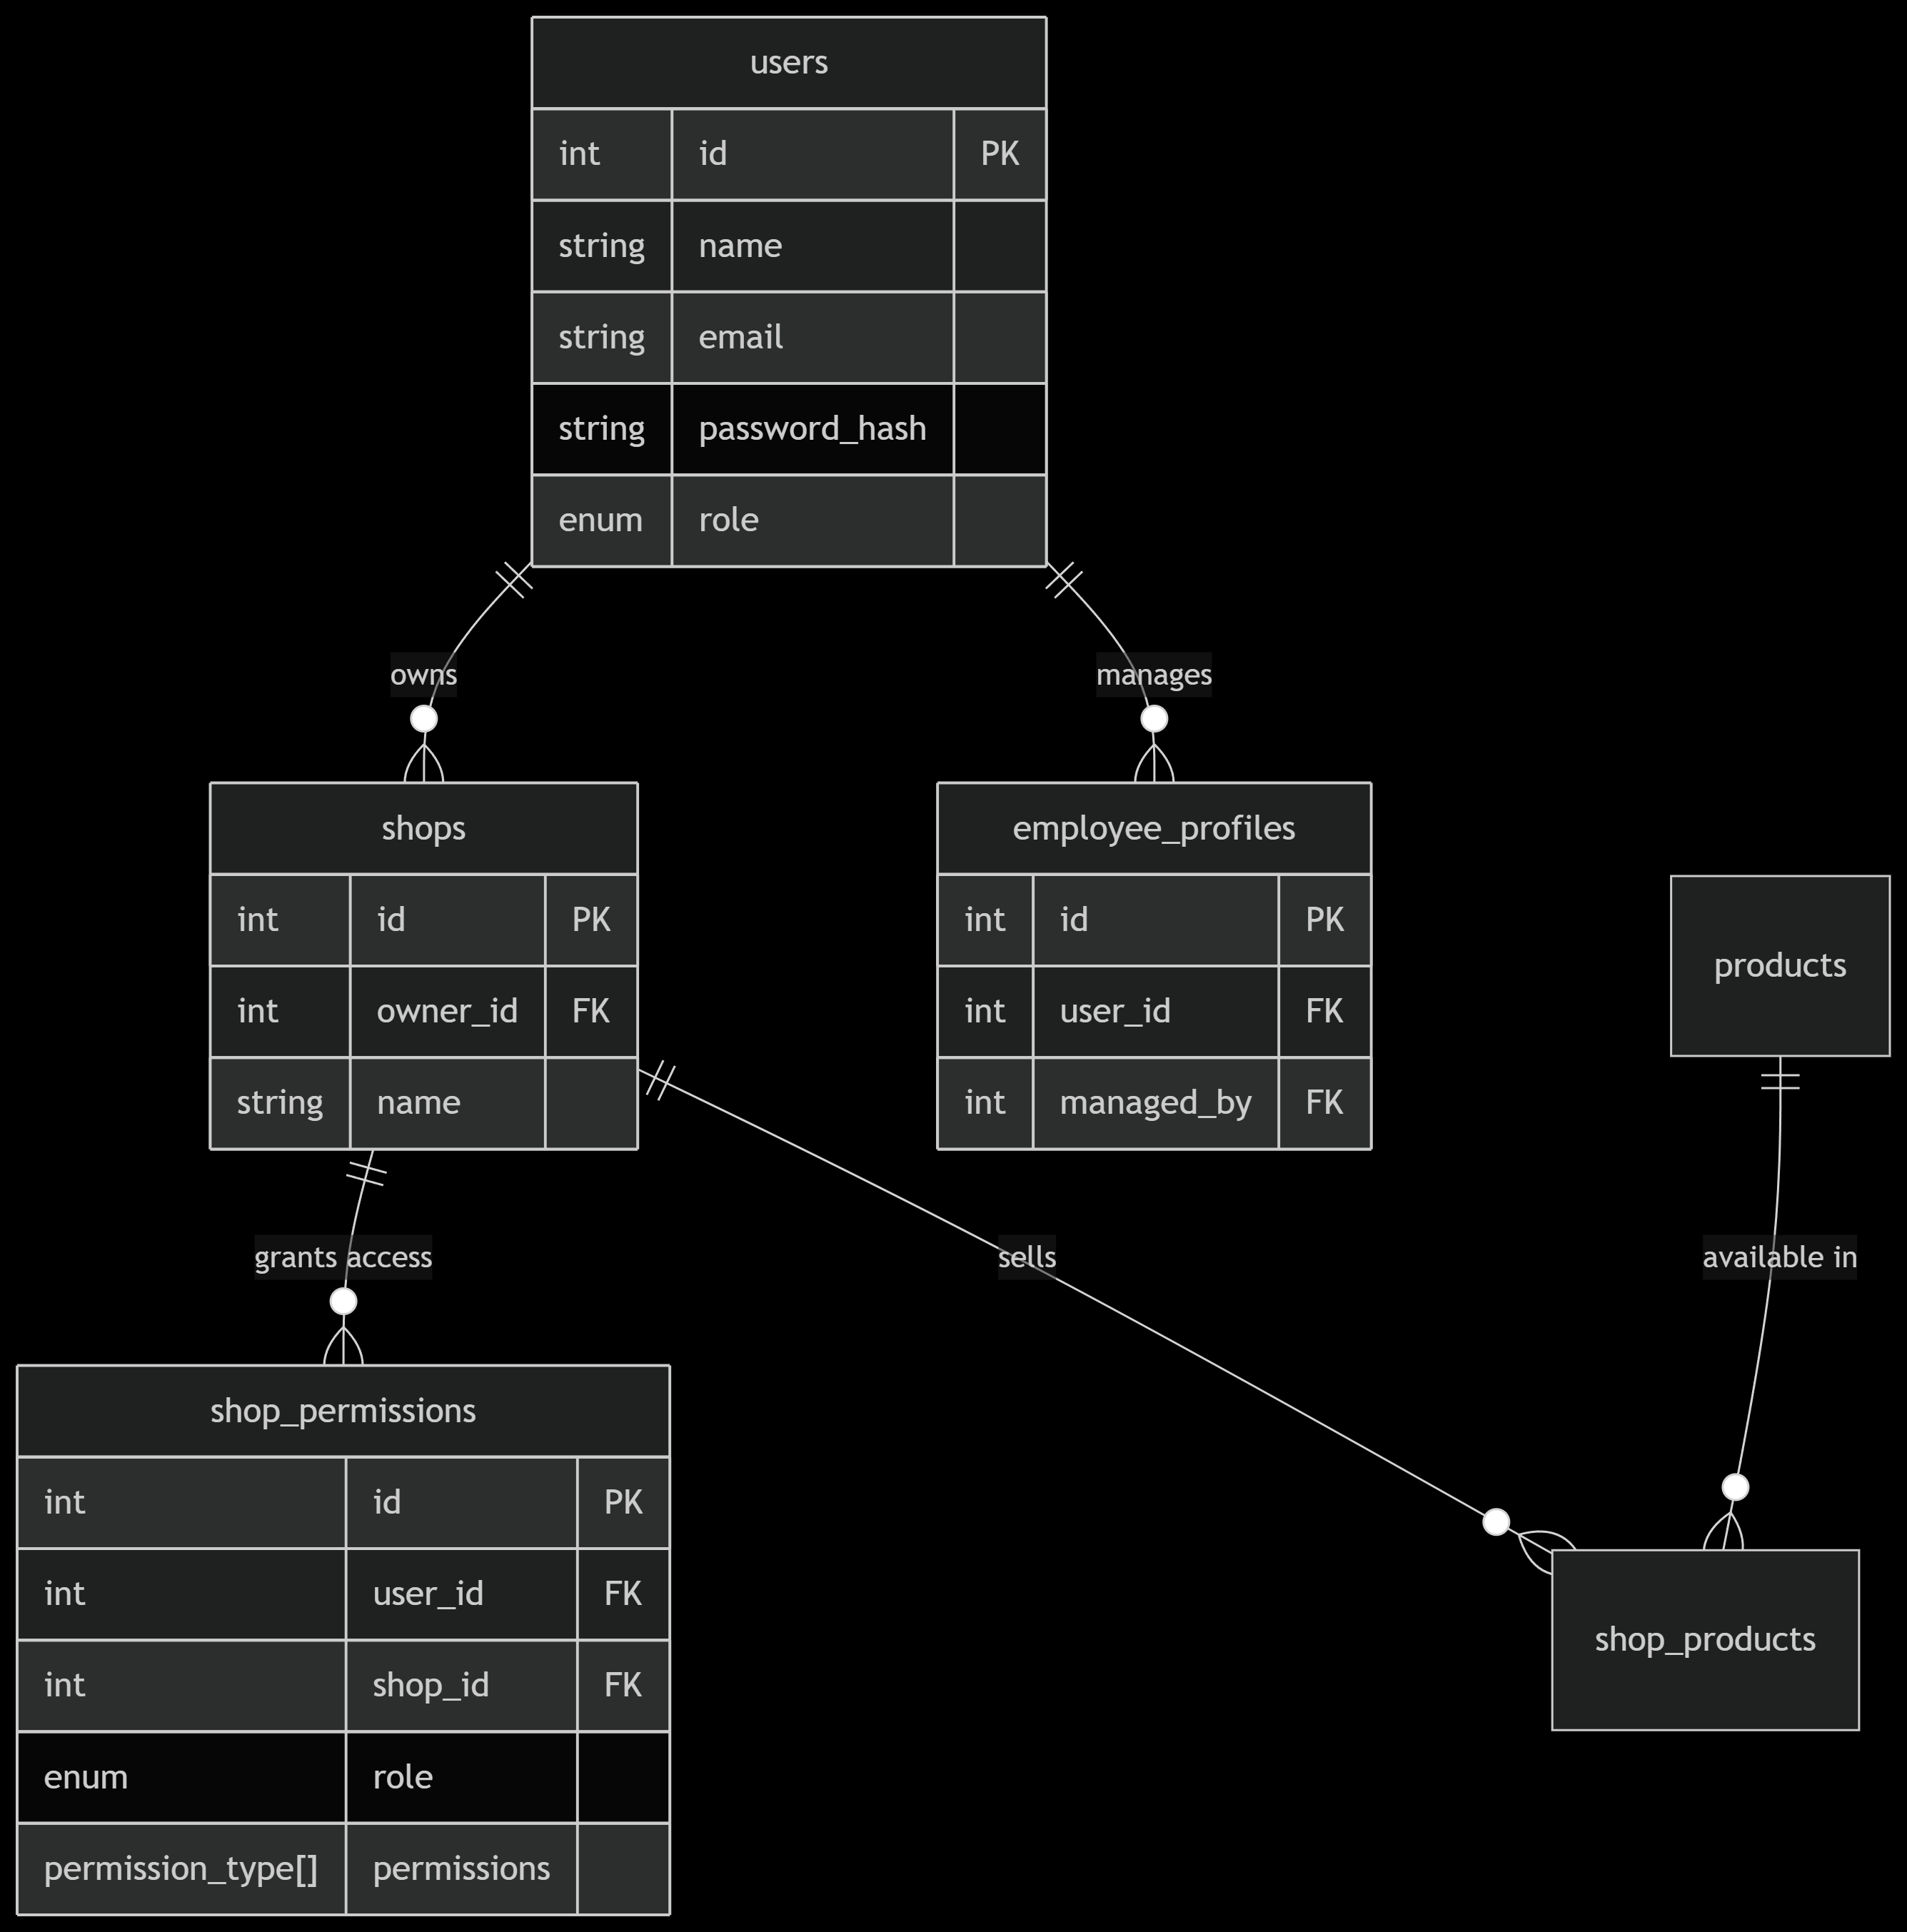 users
int id PK
string name
string email
string password_hash
enum role
owns
manages
shops
int id PK
int owner_id FK
string name
employee_profiles
int id PK
int user_id FK
int managed_by FK
products
grants access
sells
available in
shop_permissions
int id PK
int user_id FK
int shop_id FK
enum role
permission_type[] permissions
shop_products